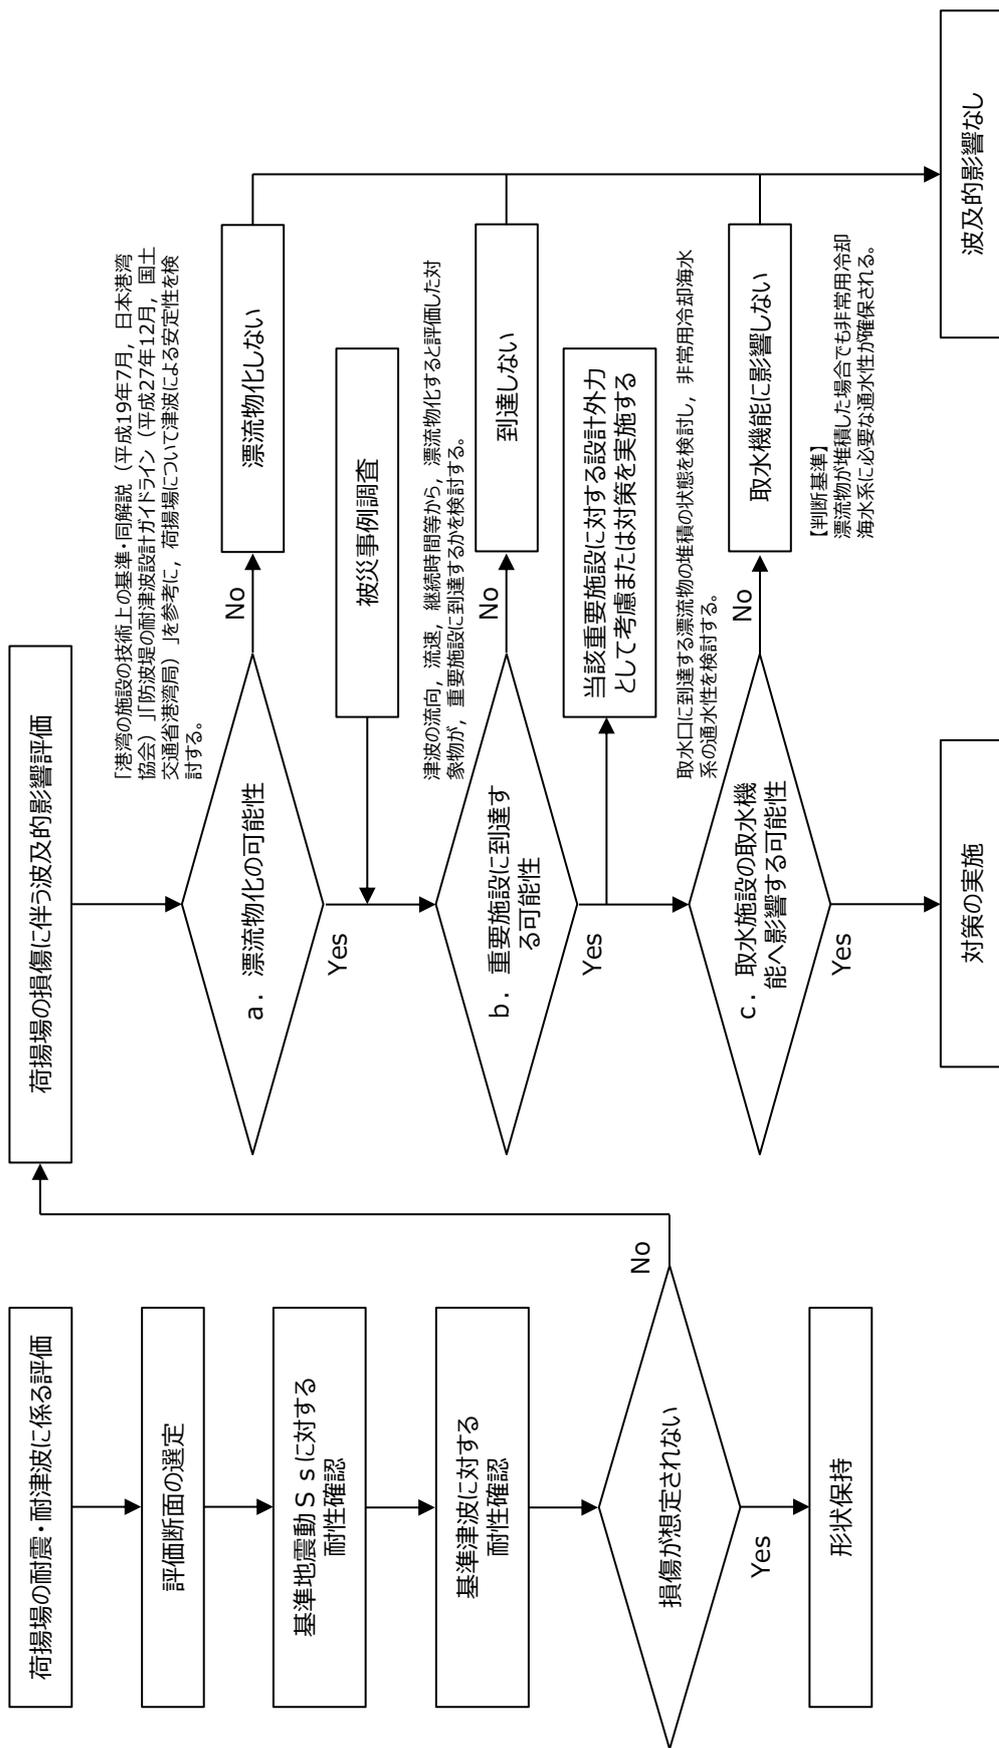 荷揚場の耐震・耐津波に係る評価
評価断面の選定
基準地震動Ｓｓに対する
耐性確認
基準津波に対する
耐性確認
損傷が想定されない
No
Yes
形状保持
荷揚場の損傷に伴う波及的影響評価
「港湾の施設の技術上の基準・同解説（平成19年7月，日本港湾
協会）」「防波堤の耐津波設計ガイドライン（平成27年12月，国土
交通省港湾局）」を参考に，荷揚場について津波による安定性を検
討する。
a．漂流物化の可能性
No
漂流物化しない
Yes
被災事例調査
津波の流向，流速，継続時間等から，漂流物化すると評価した対
象物が，重要施設に到達するかを検討する。
b．重要施設に到達す
る可能性
No
到達しない
Yes
当該重要施設に対する設計外力
として考慮または対策を実施する
取水口に到達する漂流物の堆積の状態を検討し，非常用冷却海水
系の通水性を検討する。
c．取水施設の取水機
能へ影響する可能性
No
取水機能に影響しない
Yes
【判断基準】
漂流物が堆積した場合でも非常用冷却
海水系に必要な通水性が確保される。
対策の実施
波及的影響なし